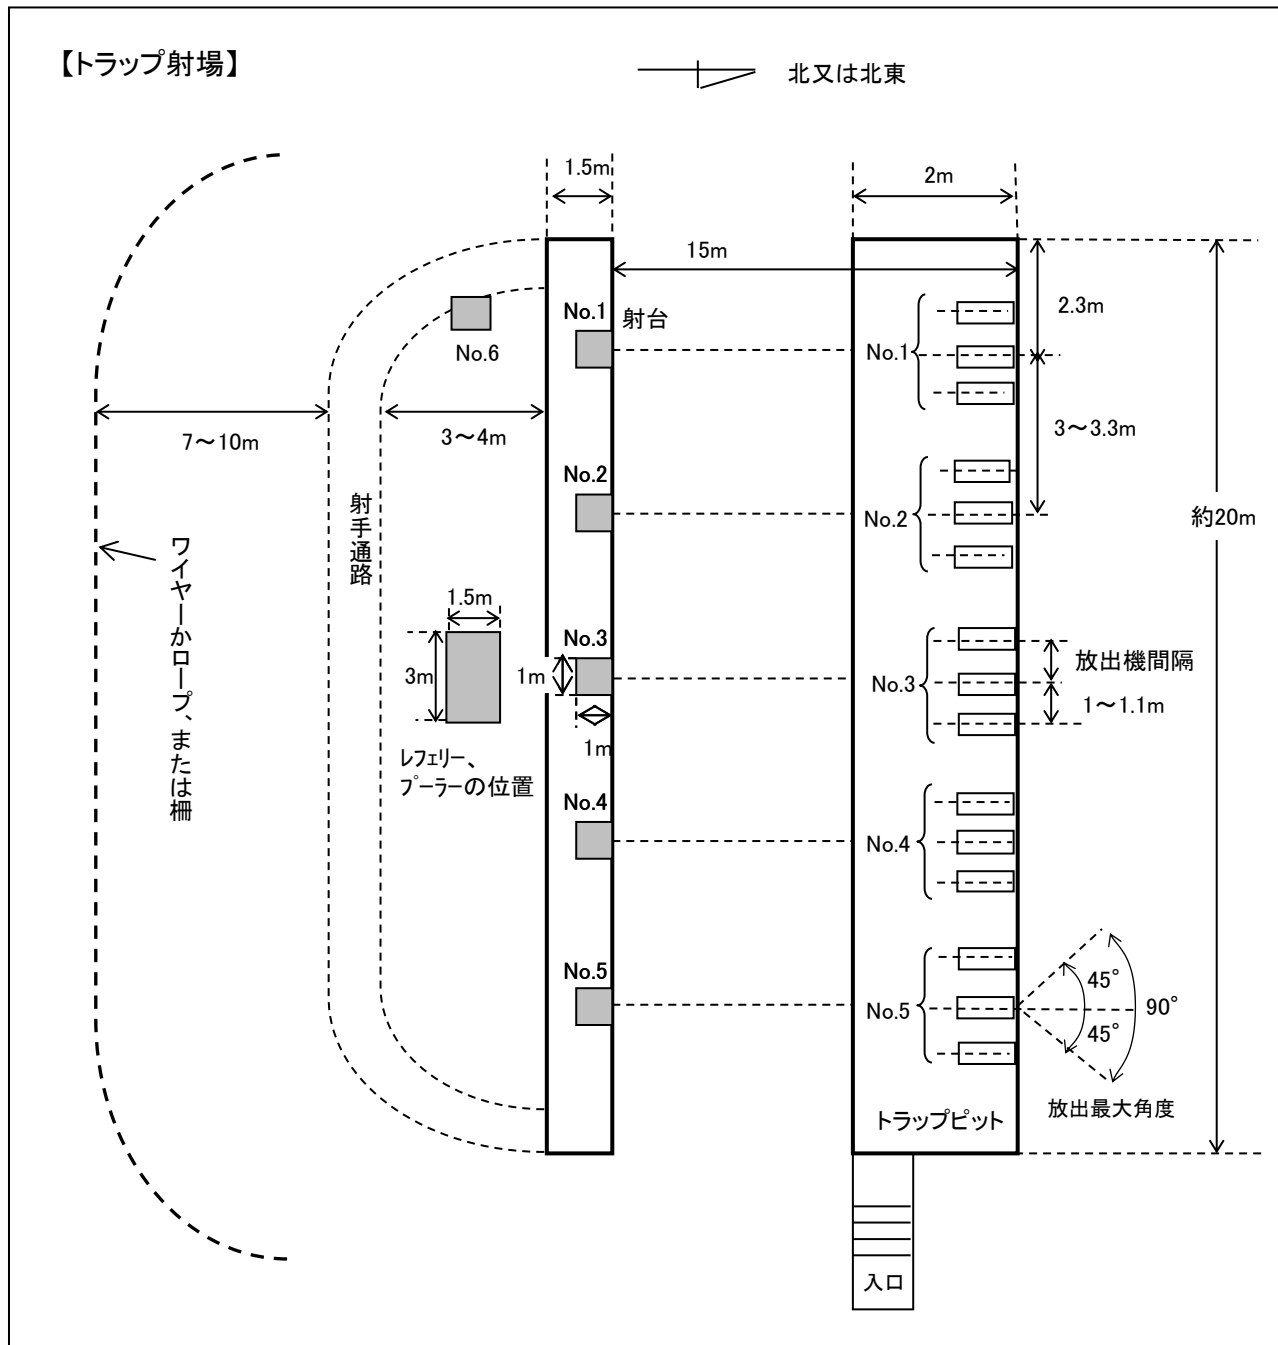 【トラップ射場】
北又は北東
1.5m
2m
15m
No.1
射台
No.6
No.1
2.3m
7～10m
3～4m
3～3.3m
No.2
No.2
射手通路
約20m
ワイヤーかロープ、または柵
1.5m
No.3
3m
1m
1m
No.3
放出機間隔
1～1.1m
レフェリー、
プーラーの位置
No.4
No.4
No.5
No.5
45°
45°
90°
放出最大角度
トラップピット
入口